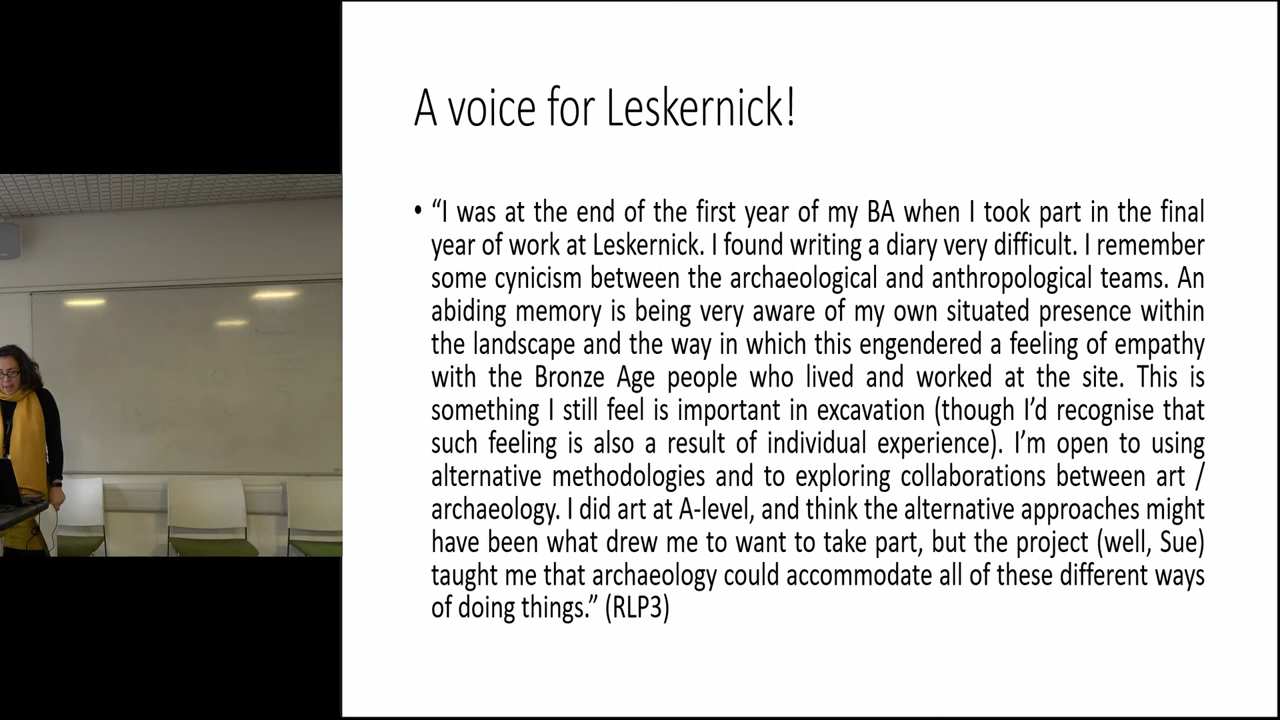 A voice for Leskernick!
• “I was at the end of the first year of my BA when I took part in the final
year of work at Leskernick. I found writing a diary very difficult. I remember
some cynicism between the archaeological and anthropological teams. An
abiding memory is being very aware of my own situated presence within
the landscape and the way in which this engendered a feeling of empathy
with the Bronze Age people who lived and worked at the site. This is
something I still feel is important in excavation (though I’d recognise that
such feeling is also a result of individual experience). I’m open to using
alternative methodologies and to exploring collaborations between art /
archaeology. I did art at A-level, and think the alternative approaches might
have been what drew me to want to take part, but the project (well, Sue)
taught me that archaeology could accommodate all of these different ways
of doing things.” (RLP3)